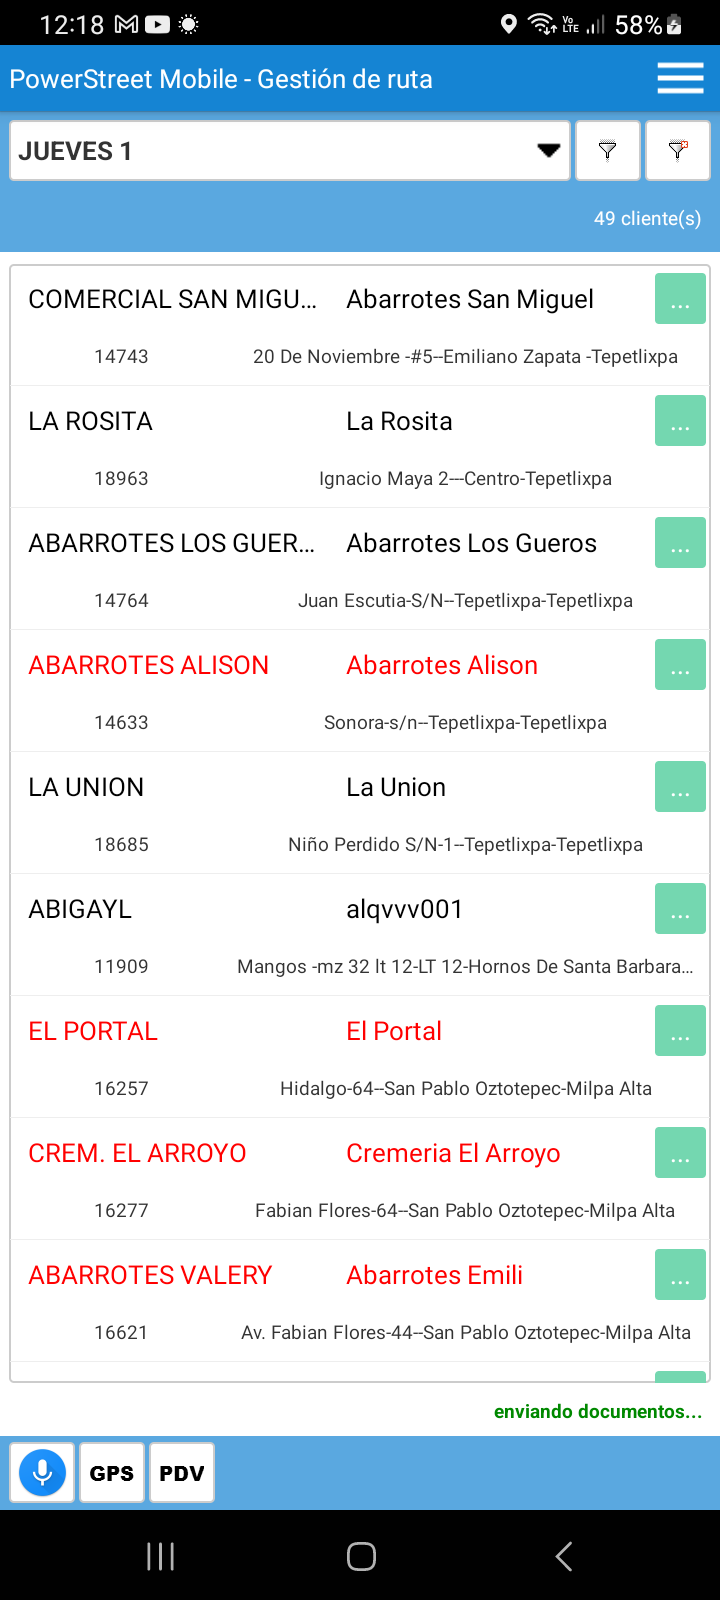 12:18 Vo LTE 58%
PowerStreet Mobile - Gestión de ruta
JUEVES 1
49 cliente(s)
COMERCIAL SAN MIGU... Abarrotes San Miguel ...
14743 20 De Noviembre -#5--Emiliano Zapata -Tepetlixpa
LA ROSITA La Rosita ...
18963 Ignacio Maya 2---Centro-Tepetlixpa
ABARROTES LOS GUER... Abarrotes Los Gueros ...
14764 Juan Escutia-S/N--Tepetlixpa-Tepetlixpa
ABARROTES ALISON Abarrotes Alison ...
14633 Sonora-s/n--Tepetlixpa-Tepetlixpa
LA UNION La Union ...
18685 Niño Perdido S/N-1--Tepetlixpa-Tepetlixpa
ABIGAYL alqvvv001 ...
11909 Mangos -mz 32 lt 12-LT 12-Hornos De Santa Barbara...
EL PORTAL El Portal ...
16257 Hidalgo-64--San Pablo Oztotepec-Milpa Alta
CREM. EL ARROYO Cremeria El Arroyo ...
16277 Fabian Flores-64--San Pablo Oztotepec-Milpa Alta
ABARROTES VALERY Abarrotes Emili ...
16621 Av. Fabian Flores-44--San Pablo Oztotepec-Milpa Alta
enviando documentos...
GPS PDV